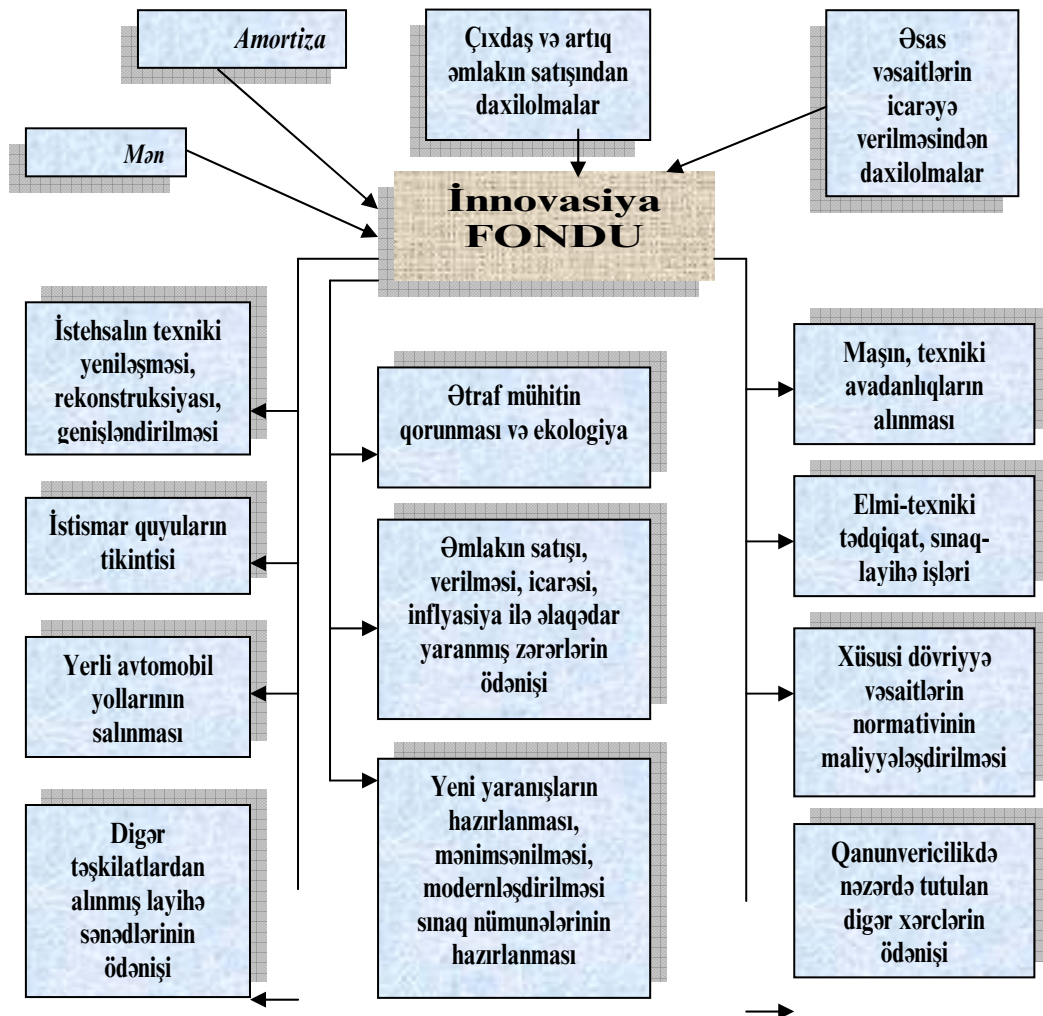 Amortiza
Çıxdaş və artıq
əmlakın satışından
daxilolmalar
Əsas
vəsaitlərin
icarəyə
verilməsindən
daxilolmalar
Mən
İnnovasiya
FONDU
İstehsalın texniki
yeniləşməsi,
rekonstruksiyası,
genişləndirilməsi
İstismar quyuların
tikintisi
Yerli avtomobil
yollarının
salınması
Digər
təşkilatlardan
alınmış layihə
sənədlərinin
ödənişi
Ətraf mühitin
qorunması və ekologiya
Əmlakın satışı,
verilməsi, icarəsi,
inflyasiya ilə əlaqədar
yaranmış zərərlərin
ödənişi
Yeni yaranışların
hazırlanması,
mənimsənilməsi,
modernləşdirilməsi
sınaq nümunələrinin
hazırlanması
Maşın, texniki
avadanlıqların
alınması
Elmi-texniki
tədqiqat, sınaq-
layihə işləri
Xüsusi dövriyyə
vəsaitlərin
normativinin
maliyyələşdirilməsi
Qanunvericilikdə
nəzərdə tutulan
digər xərclərin
ödənişi